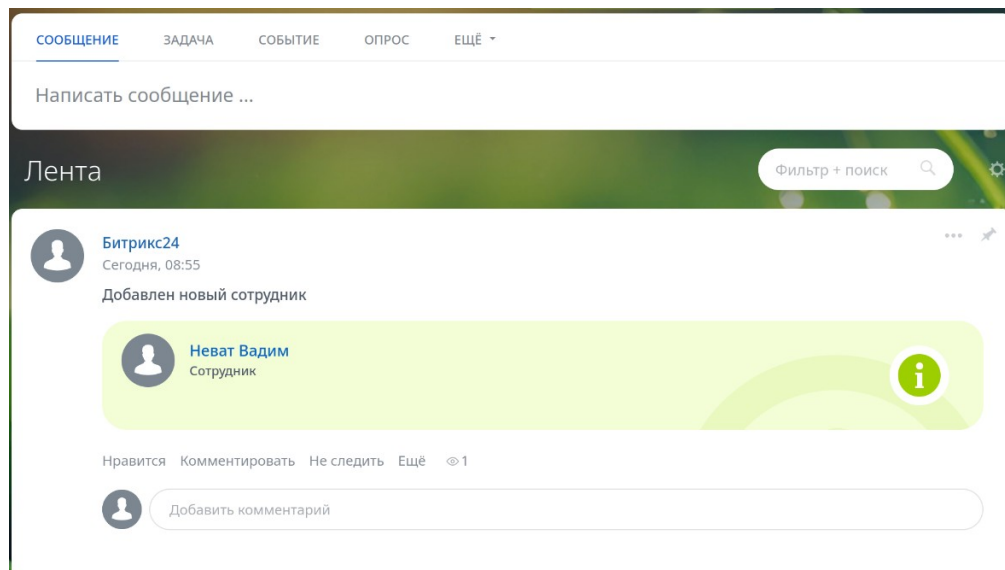 СООБЩЕНИЕ ЗАДАЧА СОБЫТИЕ ОПРОС ЕЩЁ
Написать сообщение ...
Лента
Фильтр + поиск
Битрикс24
Сегодня, 08:55
Добавлен новый сотрудник
Неват Вадим
Сотрудник
i
Нравится Комментировать Не следить Ещё 1
Добавить комментарий